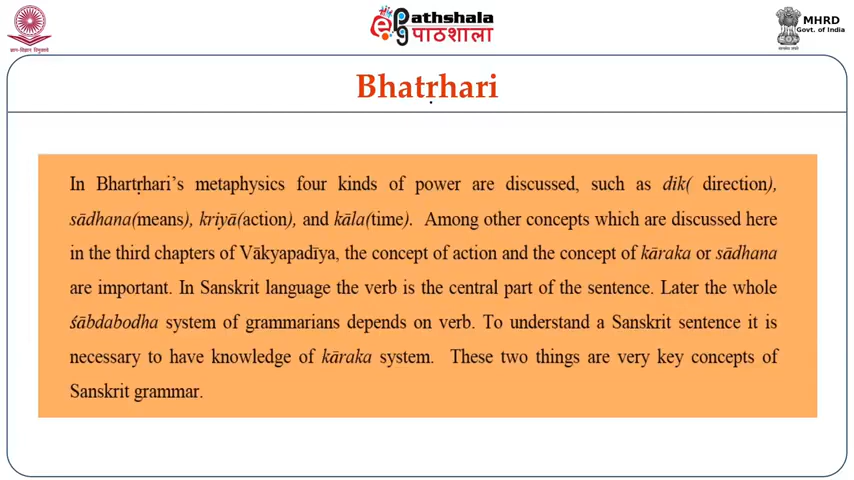 ज्ञान-विज्ञान विमुक्तये
ePathshala
पाठशाला
MHRD
Govt. of India
Bhatṛhari
In Bhartṛhari's metaphysics four kinds of power are discussed, such as dik( direction),
sādhana(means), kriyā(action), and kāla(time). Among other concepts which are discussed here
in the third chapters of Vākyapadīya, the concept of action and the concept of kāraka or sādhana
are important. In Sanskrit language the verb is the central part of the sentence. Later the whole
śābdabodha system of grammarians depends on verb. To understand a Sanskrit sentence it is
necessary to have knowledge of kāraka system. These two things are very key concepts of
Sanskrit grammar.